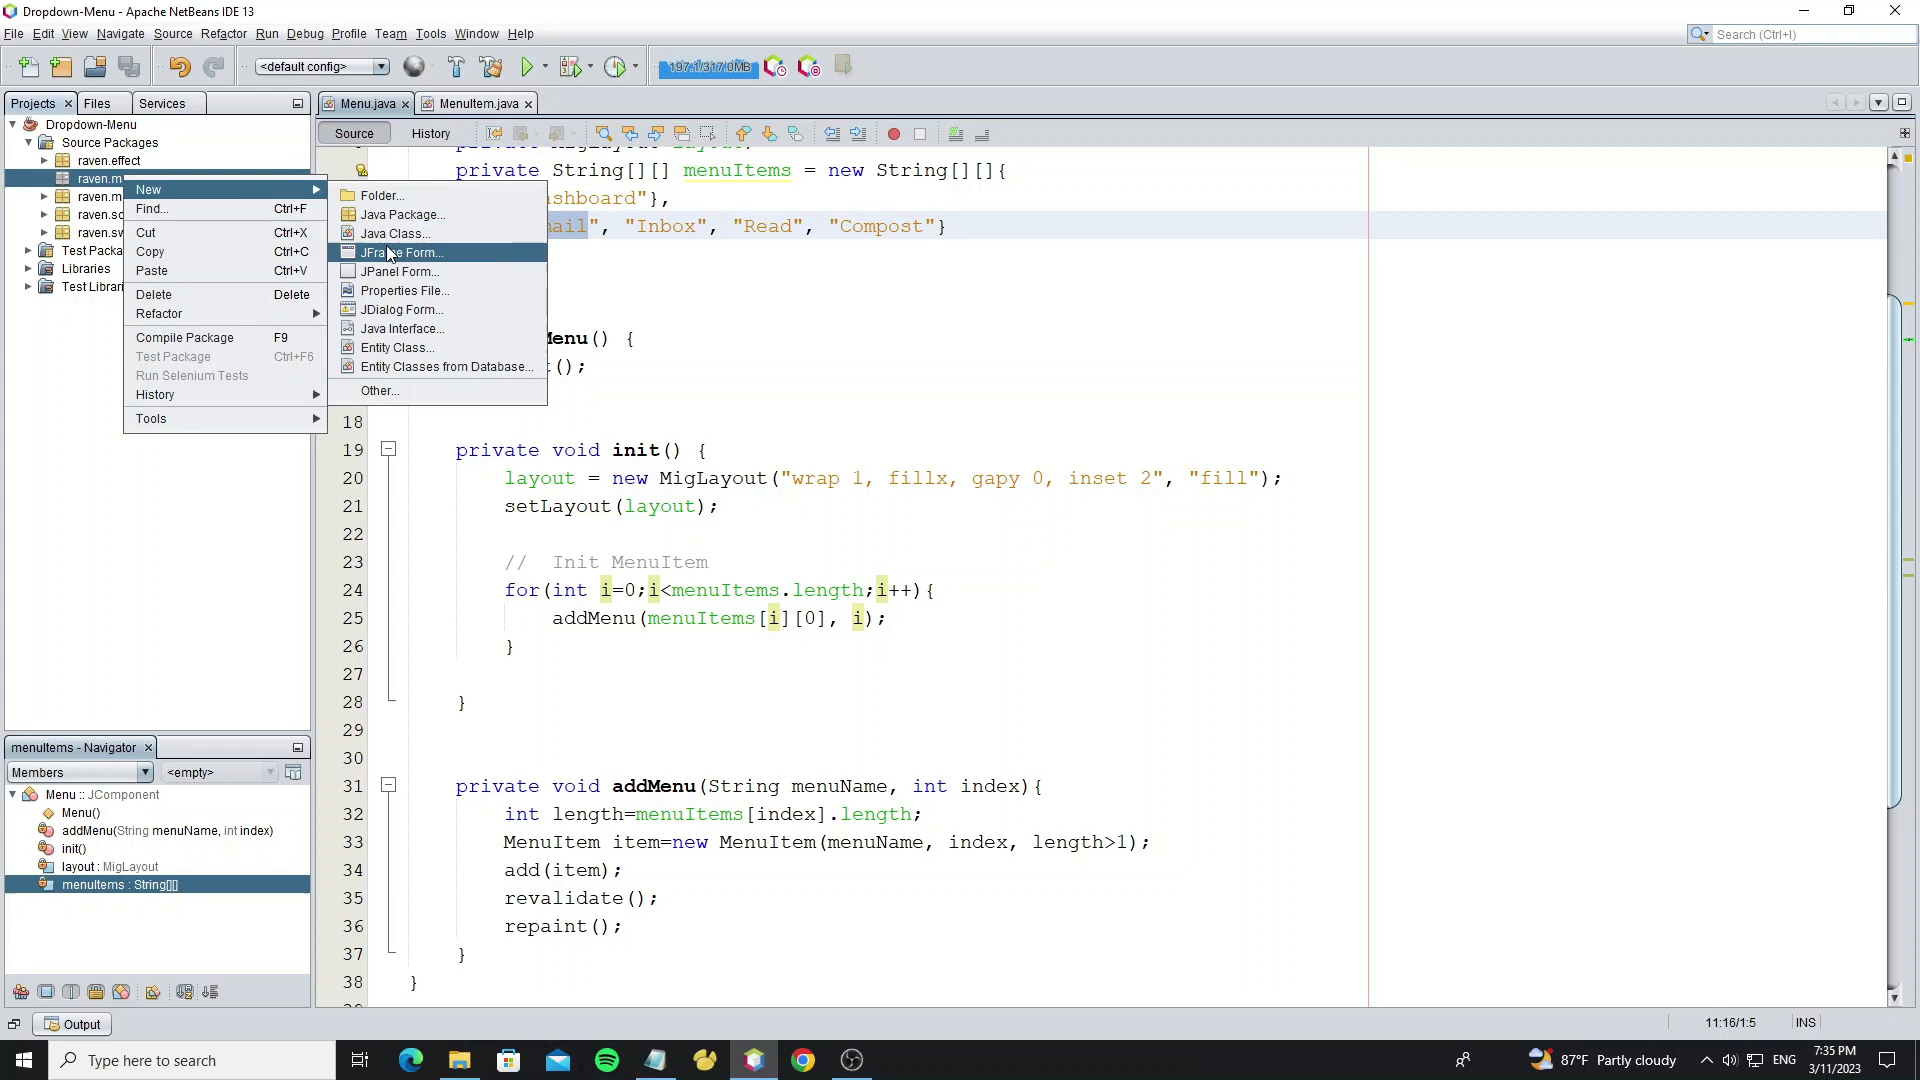 Dropdown-Menu - Apache NetBeans IDE 13
File Edit View Navigate Source Refactor Run Debug Profile Team Tools Window Help
Search (Ctrl+I)
<default config>
197.1/317.0MB
Projects Files Services
Menu.java MenuItem.java
Source History
Dropdown-Menu
Source Packages
raven.effect
raven.m
raven.m
raven.sc
raven.sw
Test Packa
Libraries
Test Librari
New
Find... Ctrl+F
Cut Ctrl+X
Copy Ctrl+C
Paste Ctrl+V
Delete Delete
Refactor
Compile Package F9
Test Package Ctrl+F6
Run Selenium Tests
History
Tools
Folder...
Java Package...
Java Class...
JFrame Form...
JPanel Form...
Properties File...
JDialog Form...
Java Interface...
Entity Class...
Entity Classes from Database...
Other...
private String[][] menuItems = new String[][]{
ashboard"},
mail", "Inbox", "Read", "Compost"}
Menu() {
t();
18
19 private void init() {
20 layout = new MigLayout("wrap 1, fillx, gapy 0, inset 2", "fill");
21 setLayout(layout);
22
23 // Init MenuItem
24 for(int i=0;i<menuItems.length;i++){
25 addMenu(menuItems[i][0], i);
26 }
27
28 }
29
30
31 private void addMenu(String menuName, int index){
32 int length=menuItems[index].length;
33 MenuItem item=new MenuItem(menuName, index, length>1);
34 add(item);
35 revalidate();
36 repaint();
37 }
38 }
menuItems - Navigator
Members <empty>
Menu :: JComponent
Menu()
addMenu(String menuName, int index)
init()
layout : MigLayout
menuItems : String[][]
Output
11:16/1:5 INS
Type here to search
87°F Partly cloudy
ENG
7:35 PM
3/11/2023